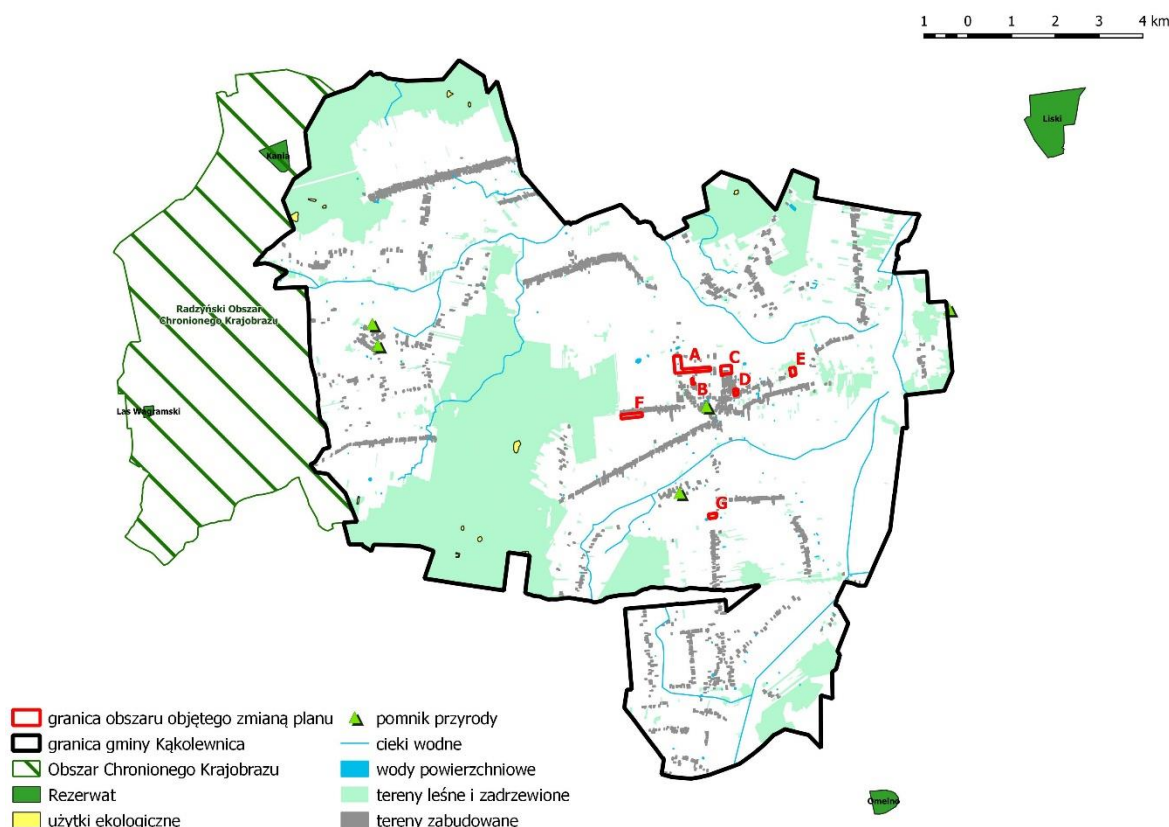 1 0 1 2 3 4 km
Liski
Kania
Radzyński Obszar
Chronionego Krajobrazu
A
C
E
B
D
F
Las Wagramski
G
Omelno
granica obszaru objętego zmianą planu
granica gminy Kąkolewnica
Obszar Chronionego Krajobrazu
Rezerwat
użytki ekologiczne
pomnik przyrody
cieki wodne
wody powierzchniowe
tereny leśne i zadrzewione
tereny zabudowane